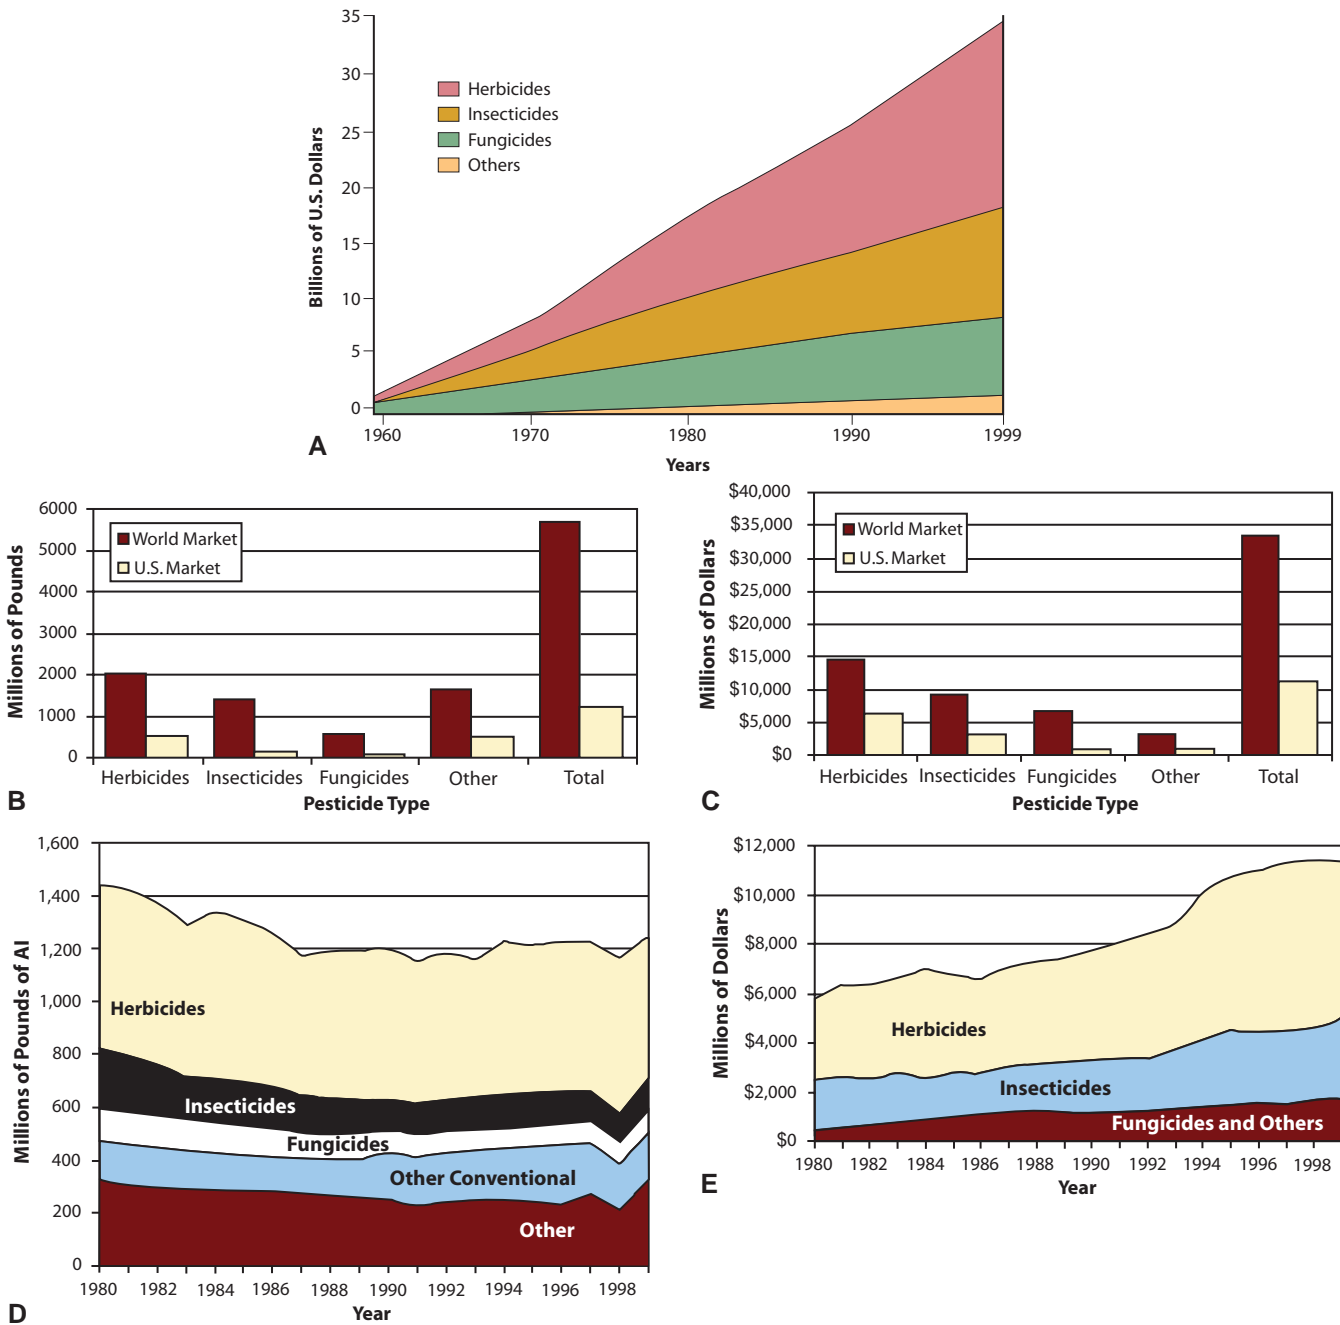 35
30
25
20
15
10
5
0
Billions of U.S. Dollars
Herbicides
Insecticides
Fungicides
Others
1960 1970 1980 1990 1999
Years
A
6000
5000
4000
3000
2000
1000
0
Millions of Pounds
World Market
U.S. Market
Herbicides Insecticides Fungicides Other Total
Pesticide Type
B
$40,000
$35,000
$30,000
$25,000
$20,000
$15,000
$10,000
$5,000
$0
Millions of Dollars
World Market
U.S. Market
Herbicides Insecticides Fungicides Other Total
Pesticide Type
C
1,600
1,400
1,200
1,000
800
600
400
200
0
Millions of Pounds of AI
Herbicides
Insecticides
Fungicides
Other Conventional
Other
1980 1982 1984 1986 1988 1990 1992 1994 1996 1998
Year
D
$12,000
$10,000
$8,000
$6,000
$4,000
$2,000
$0
Millions of Dollars
Herbicides
Insecticides
Fungicides and Others
1980 1982 1984 1986 1988 1990 1992 1994 1996 1998
Year
E